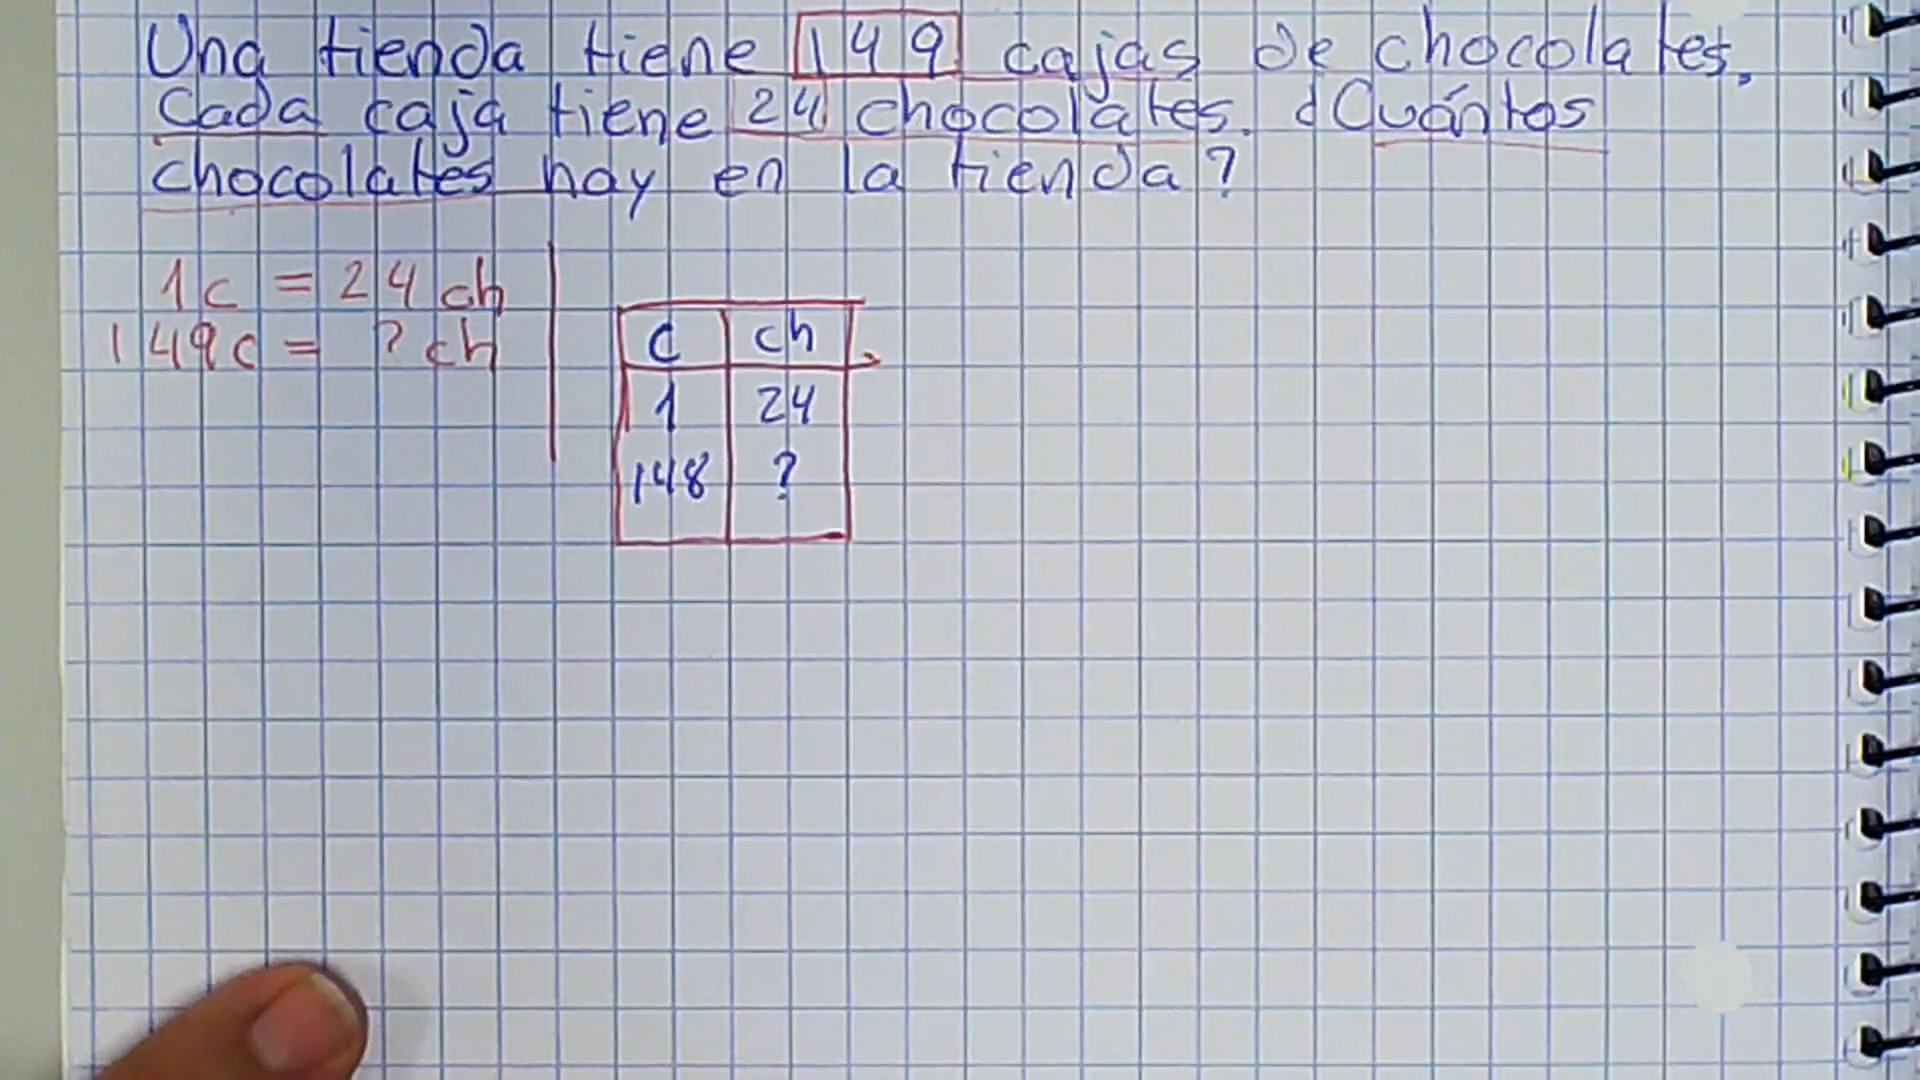 Una tienda tiene 149 cajas de chocolates.
Cada caja tiene 24 chocolates. ¿Cuántos
chocolates hay en la tienda?
1c = 24 ch
149c = ? ch
c ch
1 24
148 ?